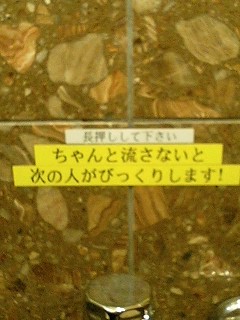 長押しして下さい
ちゃんと流さないと
次の人がびっくりします!